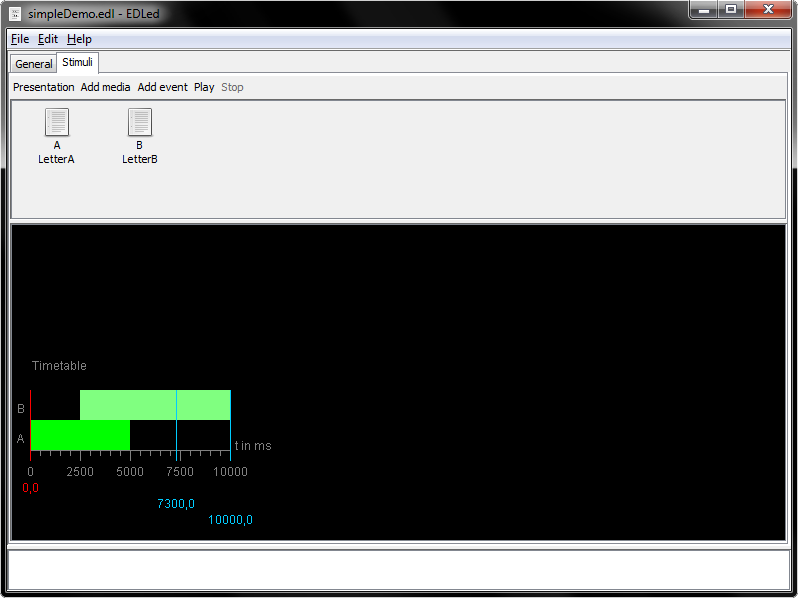 simpleDemo.edl - EDLed
File Edit Help
General Stimuli
Presentation Add media Add event Play Stop
A B
LetterA LetterB
Timetable
B
A
t in ms
0 2500 5000 7500 10000
0,0
7300,0
10000,0